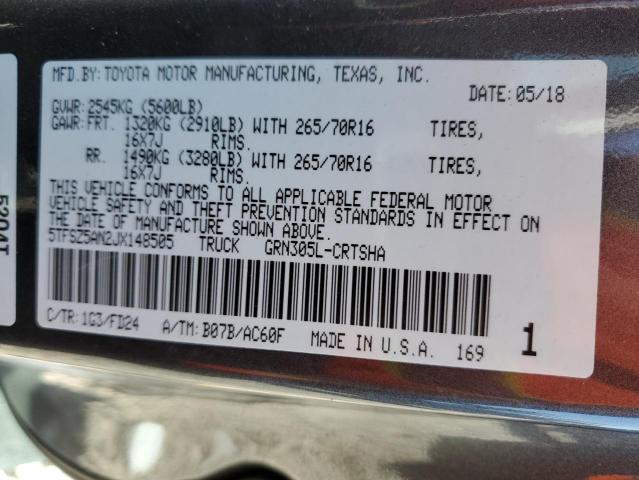 MFD.BY: TOYOTA MOTOR MANUFACTURING, TEXAS, INC.
DATE: 05/18
GVWR: 2545KG (5600LB)
GAWR: FRT. 1320KG (2910LB) WITH 265/70R16 TIRES,
16X7J RIMS.
RR. 1490KG (3280LB) WITH 265/70R16 TIRES,
16X7J RIMS.
THIS VEHICLE CONFORMS TO ALL APPLICABLE FEDERAL MOTOR
VEHICLE SAFETY AND THEFT PREVENTION STANDARDS IN EFFECT ON
THE DATE OF MANUFACTURE SHOWN ABOVE.
5TFSZ5AN2JX148505 TRUCK GRN305L-CRTSHA
C/TR: 1G3/FD24 A/TM: B07B/AC60F MADE IN U.S.A. 169 1